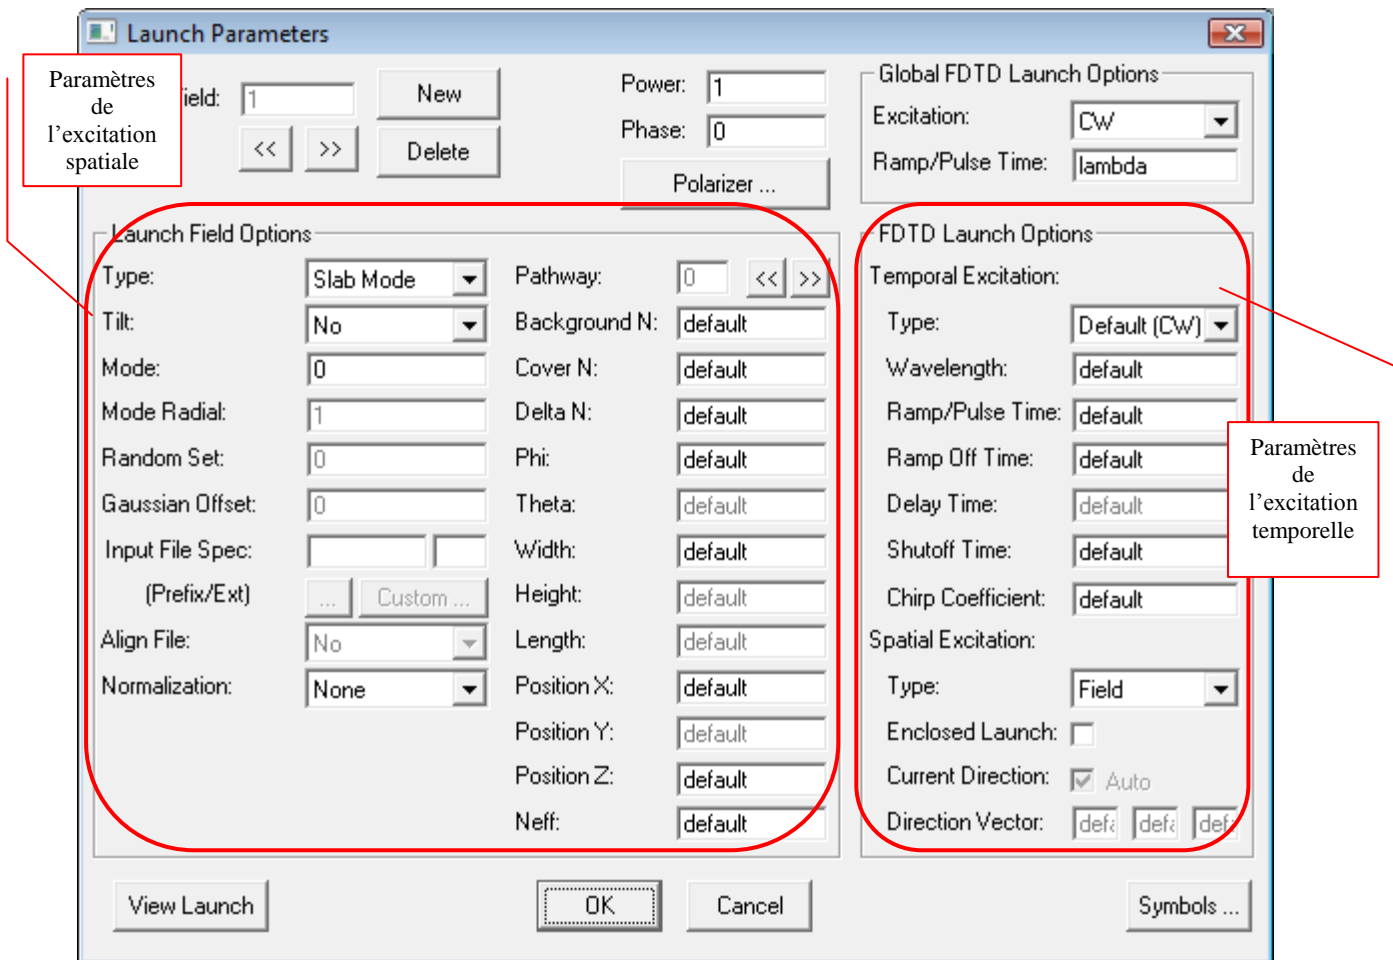 Launch Parameters
Paramètres
de
l'excitation
spatiale
ield: 1
New
<< >>
Delete
Power: 1
Phase: 0
Polarizer ...
Global FDTD Launch Options
Excitation: CW
Ramp/Pulse Time: lambda
Launch Field Options
Type: Slab Mode
Tilt: No
Mode: 0
Mode Radial: 1
Random Set: 0
Gaussian Offset: 0
Input File Spec:
(Prefix/Ext) ... Custom ...
Align File: No
Normalization: None
Pathway: 0 << >>
Background N: default
Cover N: default
Delta N: default
Phi: default
Theta: default
Width: default
Height: default
Length: default
Position X: default
Position Y: default
Position Z: default
Neff: default
FDTD Launch Options
Temporal Excitation:
Type: Default (CW)
Wavelength: default
Ramp/Pulse Time: default
Ramp Off Time: default
Delay Time: default
Shutoff Time: default
Chirp Coefficient: default
Spatial Excitation:
Type: Field
Enclosed Launch:
Current Direction: Auto
Direction Vector: defa defa defa
Paramètres
de
l'excitation
temporelle
View Launch
OK
Cancel
Symbols ...